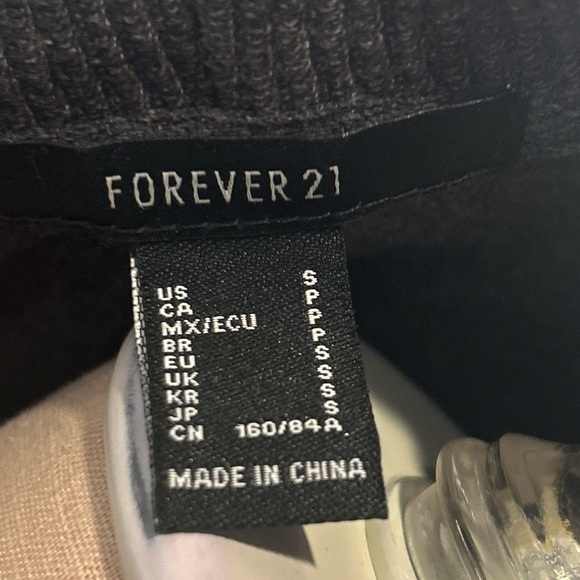 FOREVER 21
US S
CA P
MX/ECU P
BR P
EU S
UK S
KR S
JP S
CN 160/84A
MADE IN CHINA